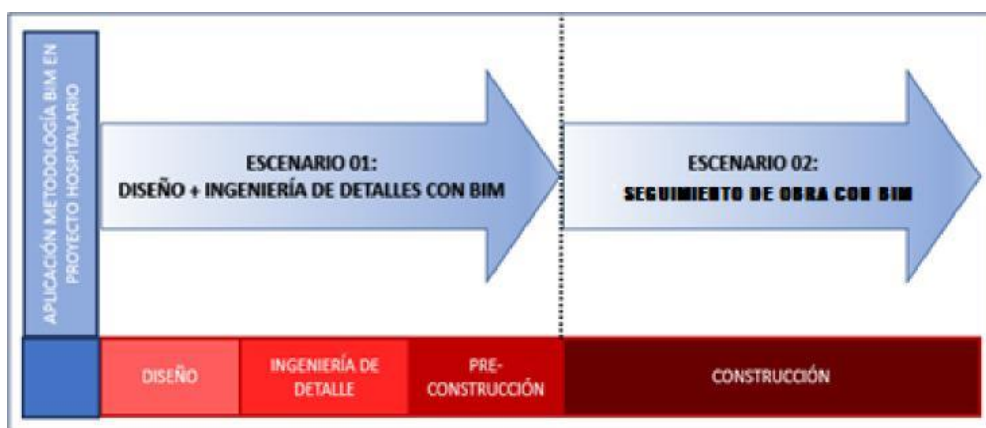 APLICACIÓN METODOLOGÍA BIM EN
PROYECTO HOSPITALARIO
ESCENARIO 01:
DISEÑO + INGENIERÍA DE DETALLES CON BIM
ESCENARIO 02:
SEGUIMIENTO DE OBRA CON BIM
DISEÑO
INGENIERÍA DE
DETALLE
PRE-
CONSTRUCCIÓN
CONSTRUCCIÓN